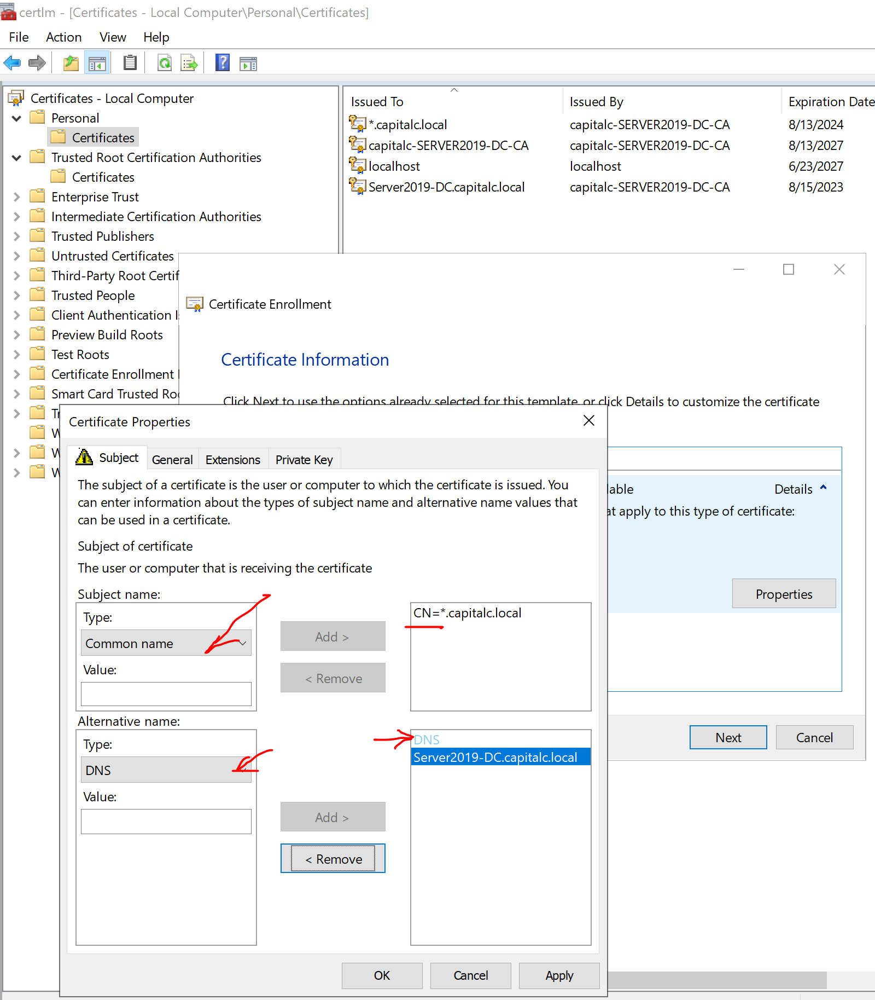 certlm - [Certificates - Local Computer\Personal\Certificates]
File Action View Help
Certificates - Local Computer
Personal
Certificates
Trusted Root Certification Authorities
Certificates
Enterprise Trust
Intermediate Certification Authorities
Trusted Publishers
Untrusted Certificates
Third-Party Root Certif
Trusted People
Client Authentication I
Preview Build Roots
Test Roots
Certificate Enrollment
Smart Card Trusted Roo
Issued To Issued By Expiration Date
*.capitalc.local capitalc-SERVER2019-DC-CA 8/13/2024
capitalc-SERVER2019-DC-CA capitalc-SERVER2019-DC-CA 8/13/2027
localhost localhost 6/23/2027
Server2019-DC.capitalc.local capitalc-SERVER2019-DC-CA 8/15/2023
Certificate Enrollment
Certificate Information
Click Next to use the options already selected for this template, or click Details to customize the certificate
lable Details
at apply to this type of certificate:
Properties
Next Cancel
Certificate Properties
Subject General Extensions Private Key
The subject of a certificate is the user or computer to which the certificate is issued. You
can enter information about the types of subject name and alternative name values that
can be used in a certificate.
Subject of certificate
The user or computer that is receiving the certificate
Subject name:
Type:
Common name
Value:
Add >
< Remove
CN=*.capitalc.local
Alternative name:
Type:
DNS
Value:
Add >
< Remove
DNS
Server2019-DC.capitalc.local
OK Cancel Apply